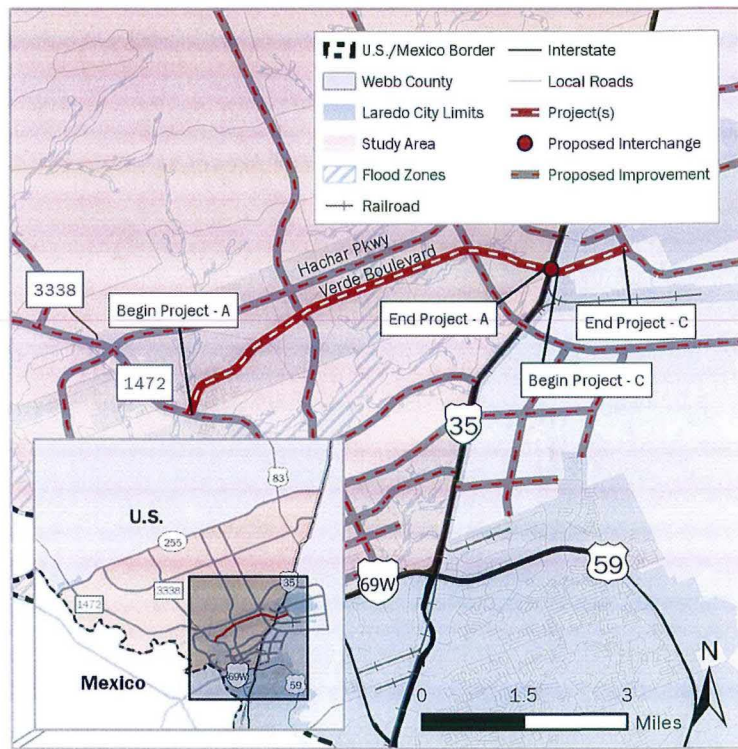 U.S./Mexico Border
Webb County
Laredo City Limits
Study Area
Flood Zones
Railroad
Interstate
Local Roads
Project(s)
Proposed Interchange
Proposed Improvement
Hachar Pkwy
Verde Boulevard
3338
Begin Project - A
End Project - A
End Project - C
Begin Project - C
1472
35
83
U.S.
255
35
3338
1472
69W
59
Mexico
69W
59
N
0 1.5 3
Miles